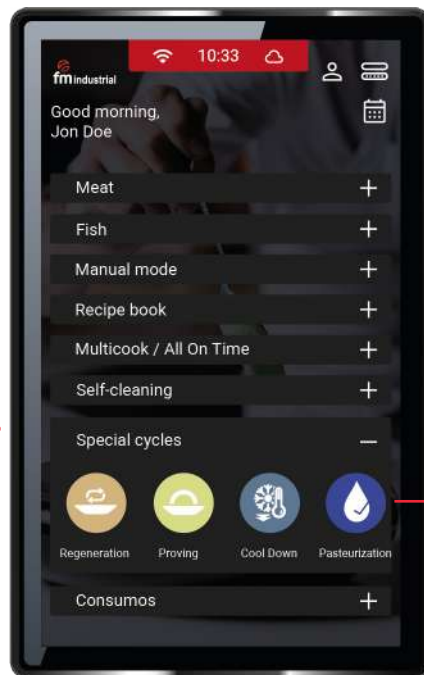 10:33
fm industrial
Good morning,
Jon Doe
Meat
Fish
Manual mode
Recipe book
Multicook / All On Time
Self-cleaning
Special cycles
Regeneration Proving Cool Down Pasteurization
Consumos